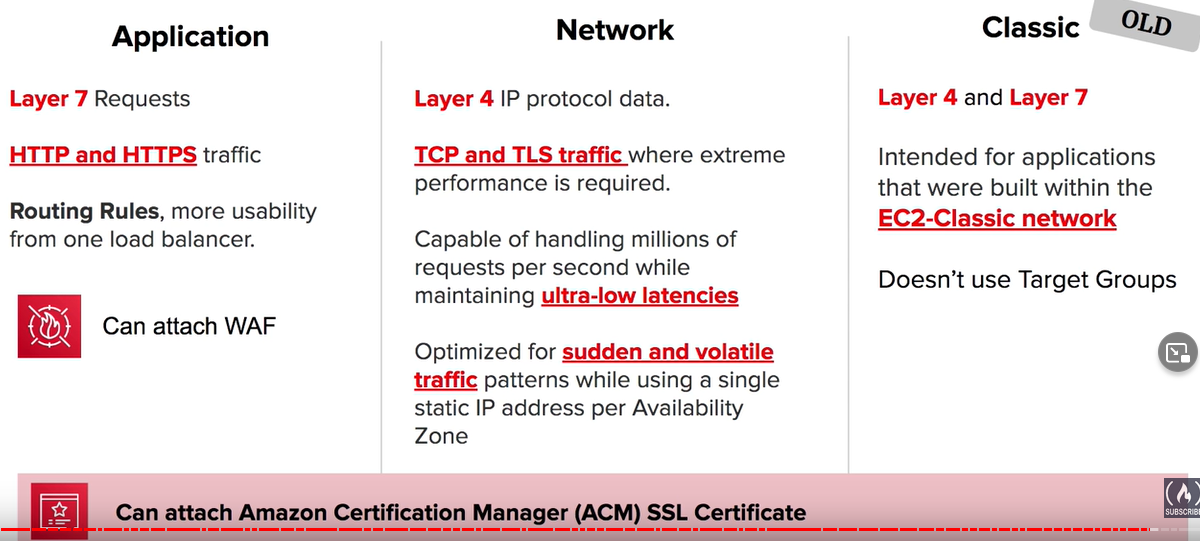 Application
Layer 7 Requests
HTTP and HTTPS traffic
Routing Rules, more usability
from one load balancer.
Can attach WAF
Network
Layer 4 IP protocol data.
TCP and TLS traffic where extreme
performance is required.
Capable of handling millions of
requests per second while
maintaining ultra-low latencies
Optimized for sudden and volatile
traffic patterns while using a single
static IP address per Availability
Zone
Classic
OLD
Layer 4 and Layer 7
Intended for applications
that were built within the
EC2-Classic network
Doesn’t use Target Groups
Can attach Amazon Certification Manager (ACM) SSL Certificate
SUBSCRIBE